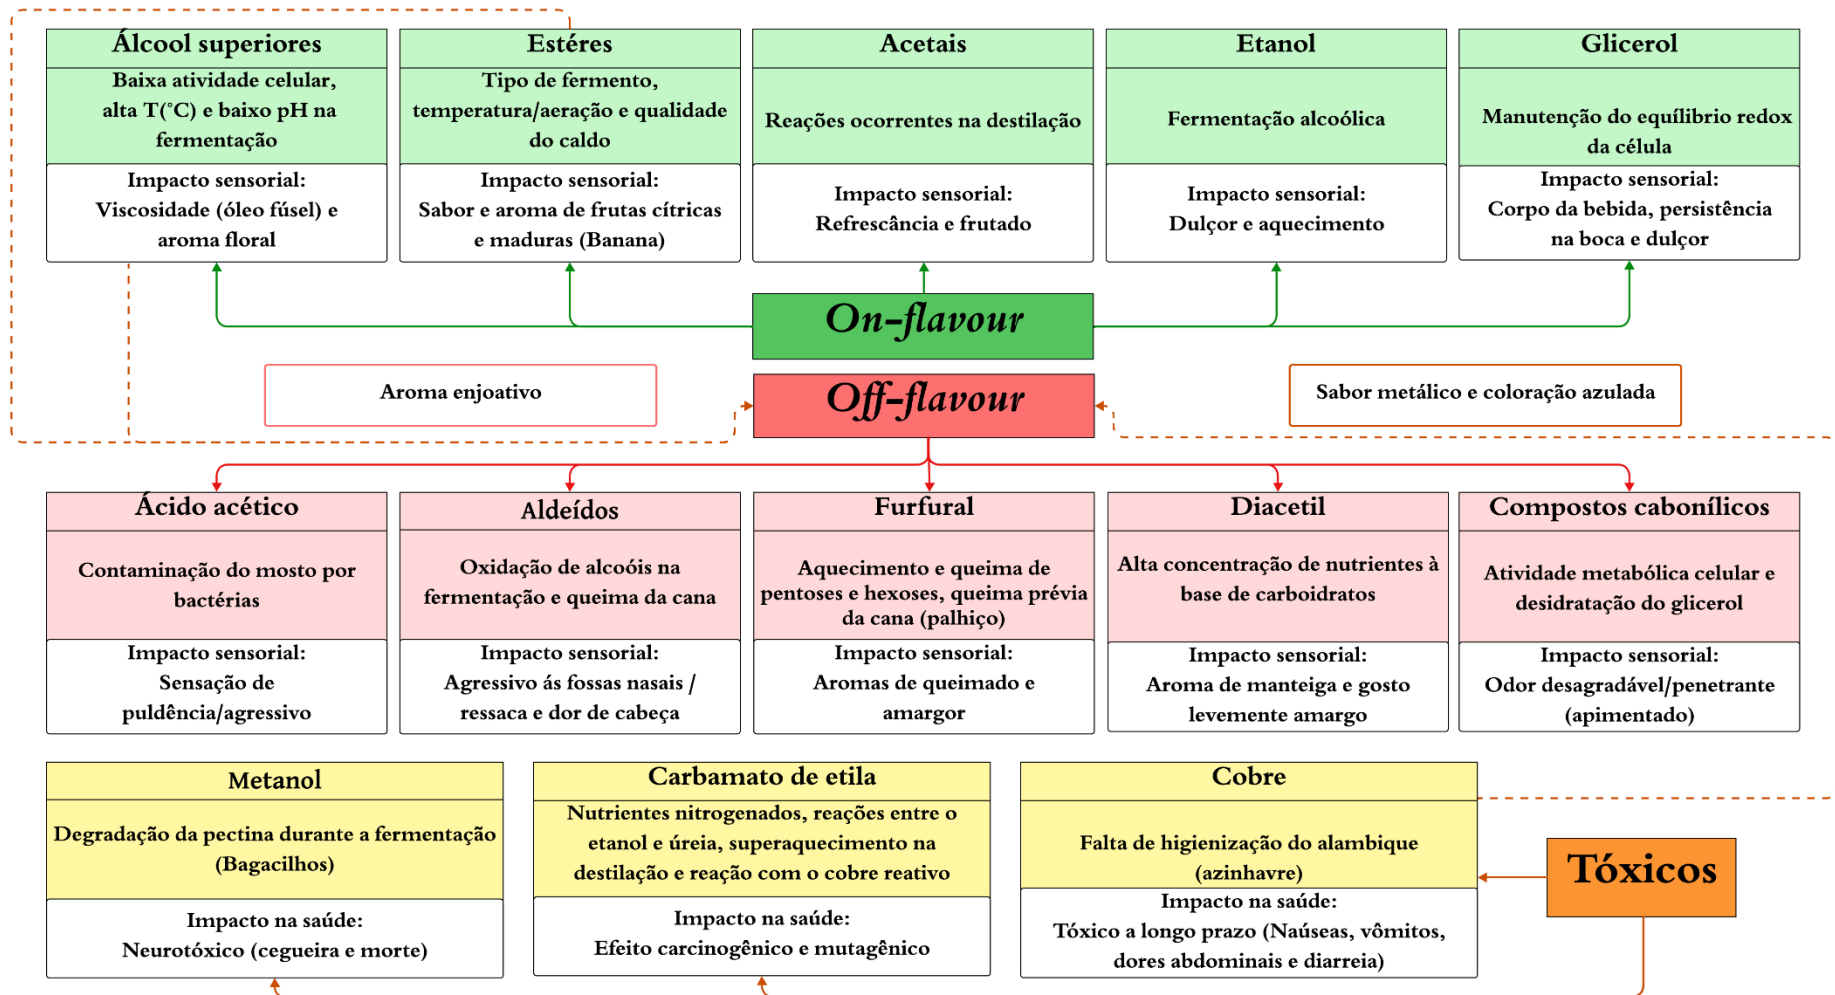 Álcool superiores
Baixa atividade celular,
alta T(°C) e baixo pH na
fermentação
Impacto sensorial:
Viscosidade (óleo fúsel) e
aroma floral
Estéres
Tipo de fermento,
temperatura/aeração e qualidade
do caldo
Impacto sensorial:
Sabor e aroma de frutas cítricas
e maduras (Banana)
Acetais
Reações ocorrentes na destilação
Impacto sensorial:
Refrescância e frutado
Etanol
Fermentação alcoólica
Impacto sensorial:
Dulçor e aquecimento
Glicerol
Manutenção do equílibrio redox
da célula
Impacto sensorial:
Corpo da bebida, persistência
na boca e dulçor
On-flavour
Aroma enjoativo
Off-flavour
Sabor metálico e coloração azulada
Ácido acético
Contaminação do mosto por
bactérias
Impacto sensorial:
Sensação de
puldência/agressivo
Aldeídos
Oxidação de alcoóis na
fermentação e queima da cana
Impacto sensorial:
Agressivo ás fossas nasais /
ressaca e dor de cabeça
Furfural
Aquecimento e queima de
pentoses e hexoses, queima prévia
da cana (palhiço)
Impacto sensorial:
Aromas de queimado e
amargor
Diacetil
Alta concentração de nutrientes à
base de carboidratos
Impacto sensorial:
Aroma de manteiga e gosto
levemente amargo
Compostos cabonílicos
Atividade metabólica celular e
desidratação do glicerol
Impacto sensorial:
Odor desagradável/penetrante
(apimentado)
Metanol
Degradação da pectina durante a fermentação
(Bagacilhos)
Impacto na saúde:
Neurotóxico (cegueira e morte)
Carbamato de etila
Nutrientes nitrogenados, reações entre o
etanol e úreia, superaquecimento na
destilação e reação com o cobre reativo
Impacto na saúde:
Efeito carcinogênico e mutagênico
Cobre
Falta de higienização do alambique
(azinhavre)
Impacto na saúde:
Tóxico a longo prazo (Naúseas, vômitos,
dores abdominais e diarreia)
Tóxicos